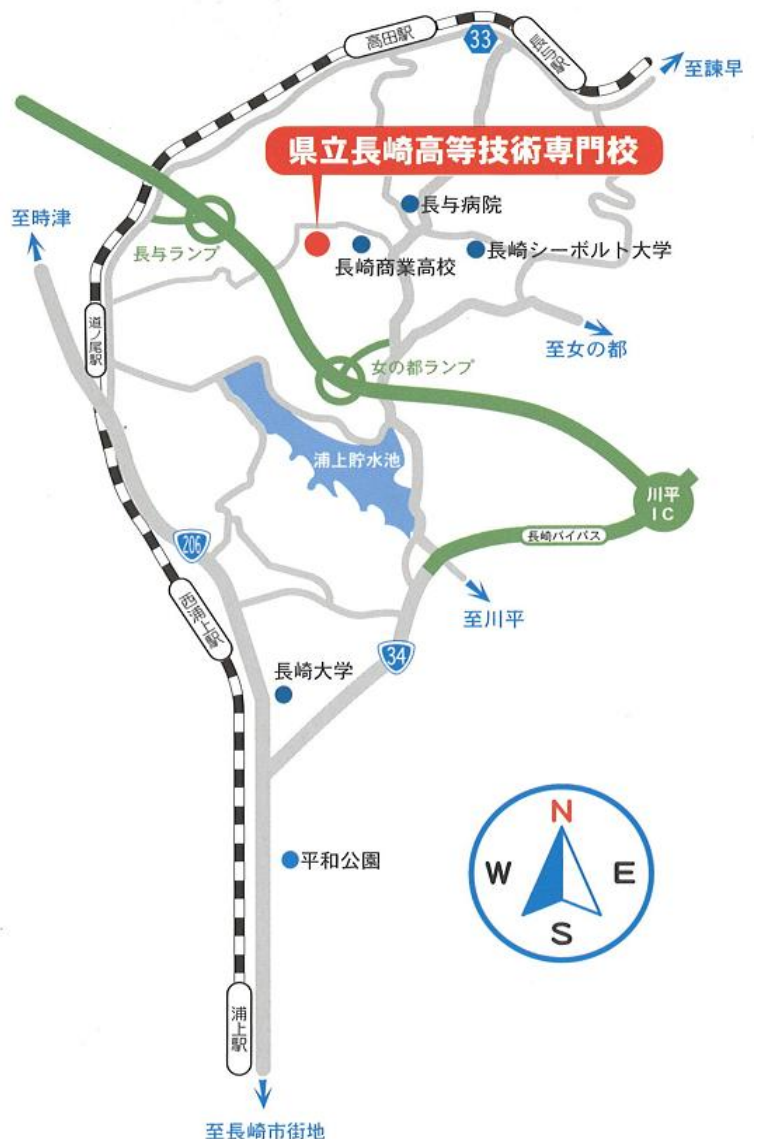 高田駅
33
長与駅
至諫早
県立長崎高等技術専門校
長与病院
至時津
長与ランプ
長崎商業高校
長崎シーボルト大学
道ノ尾駅
至女の都
女の都ランプ
浦上貯水池
川平
IC
長崎バイパス
206
西浦上駅
至川平
34
長崎大学
N
W
E
S
平和公園
浦上駅
至長崎市街地